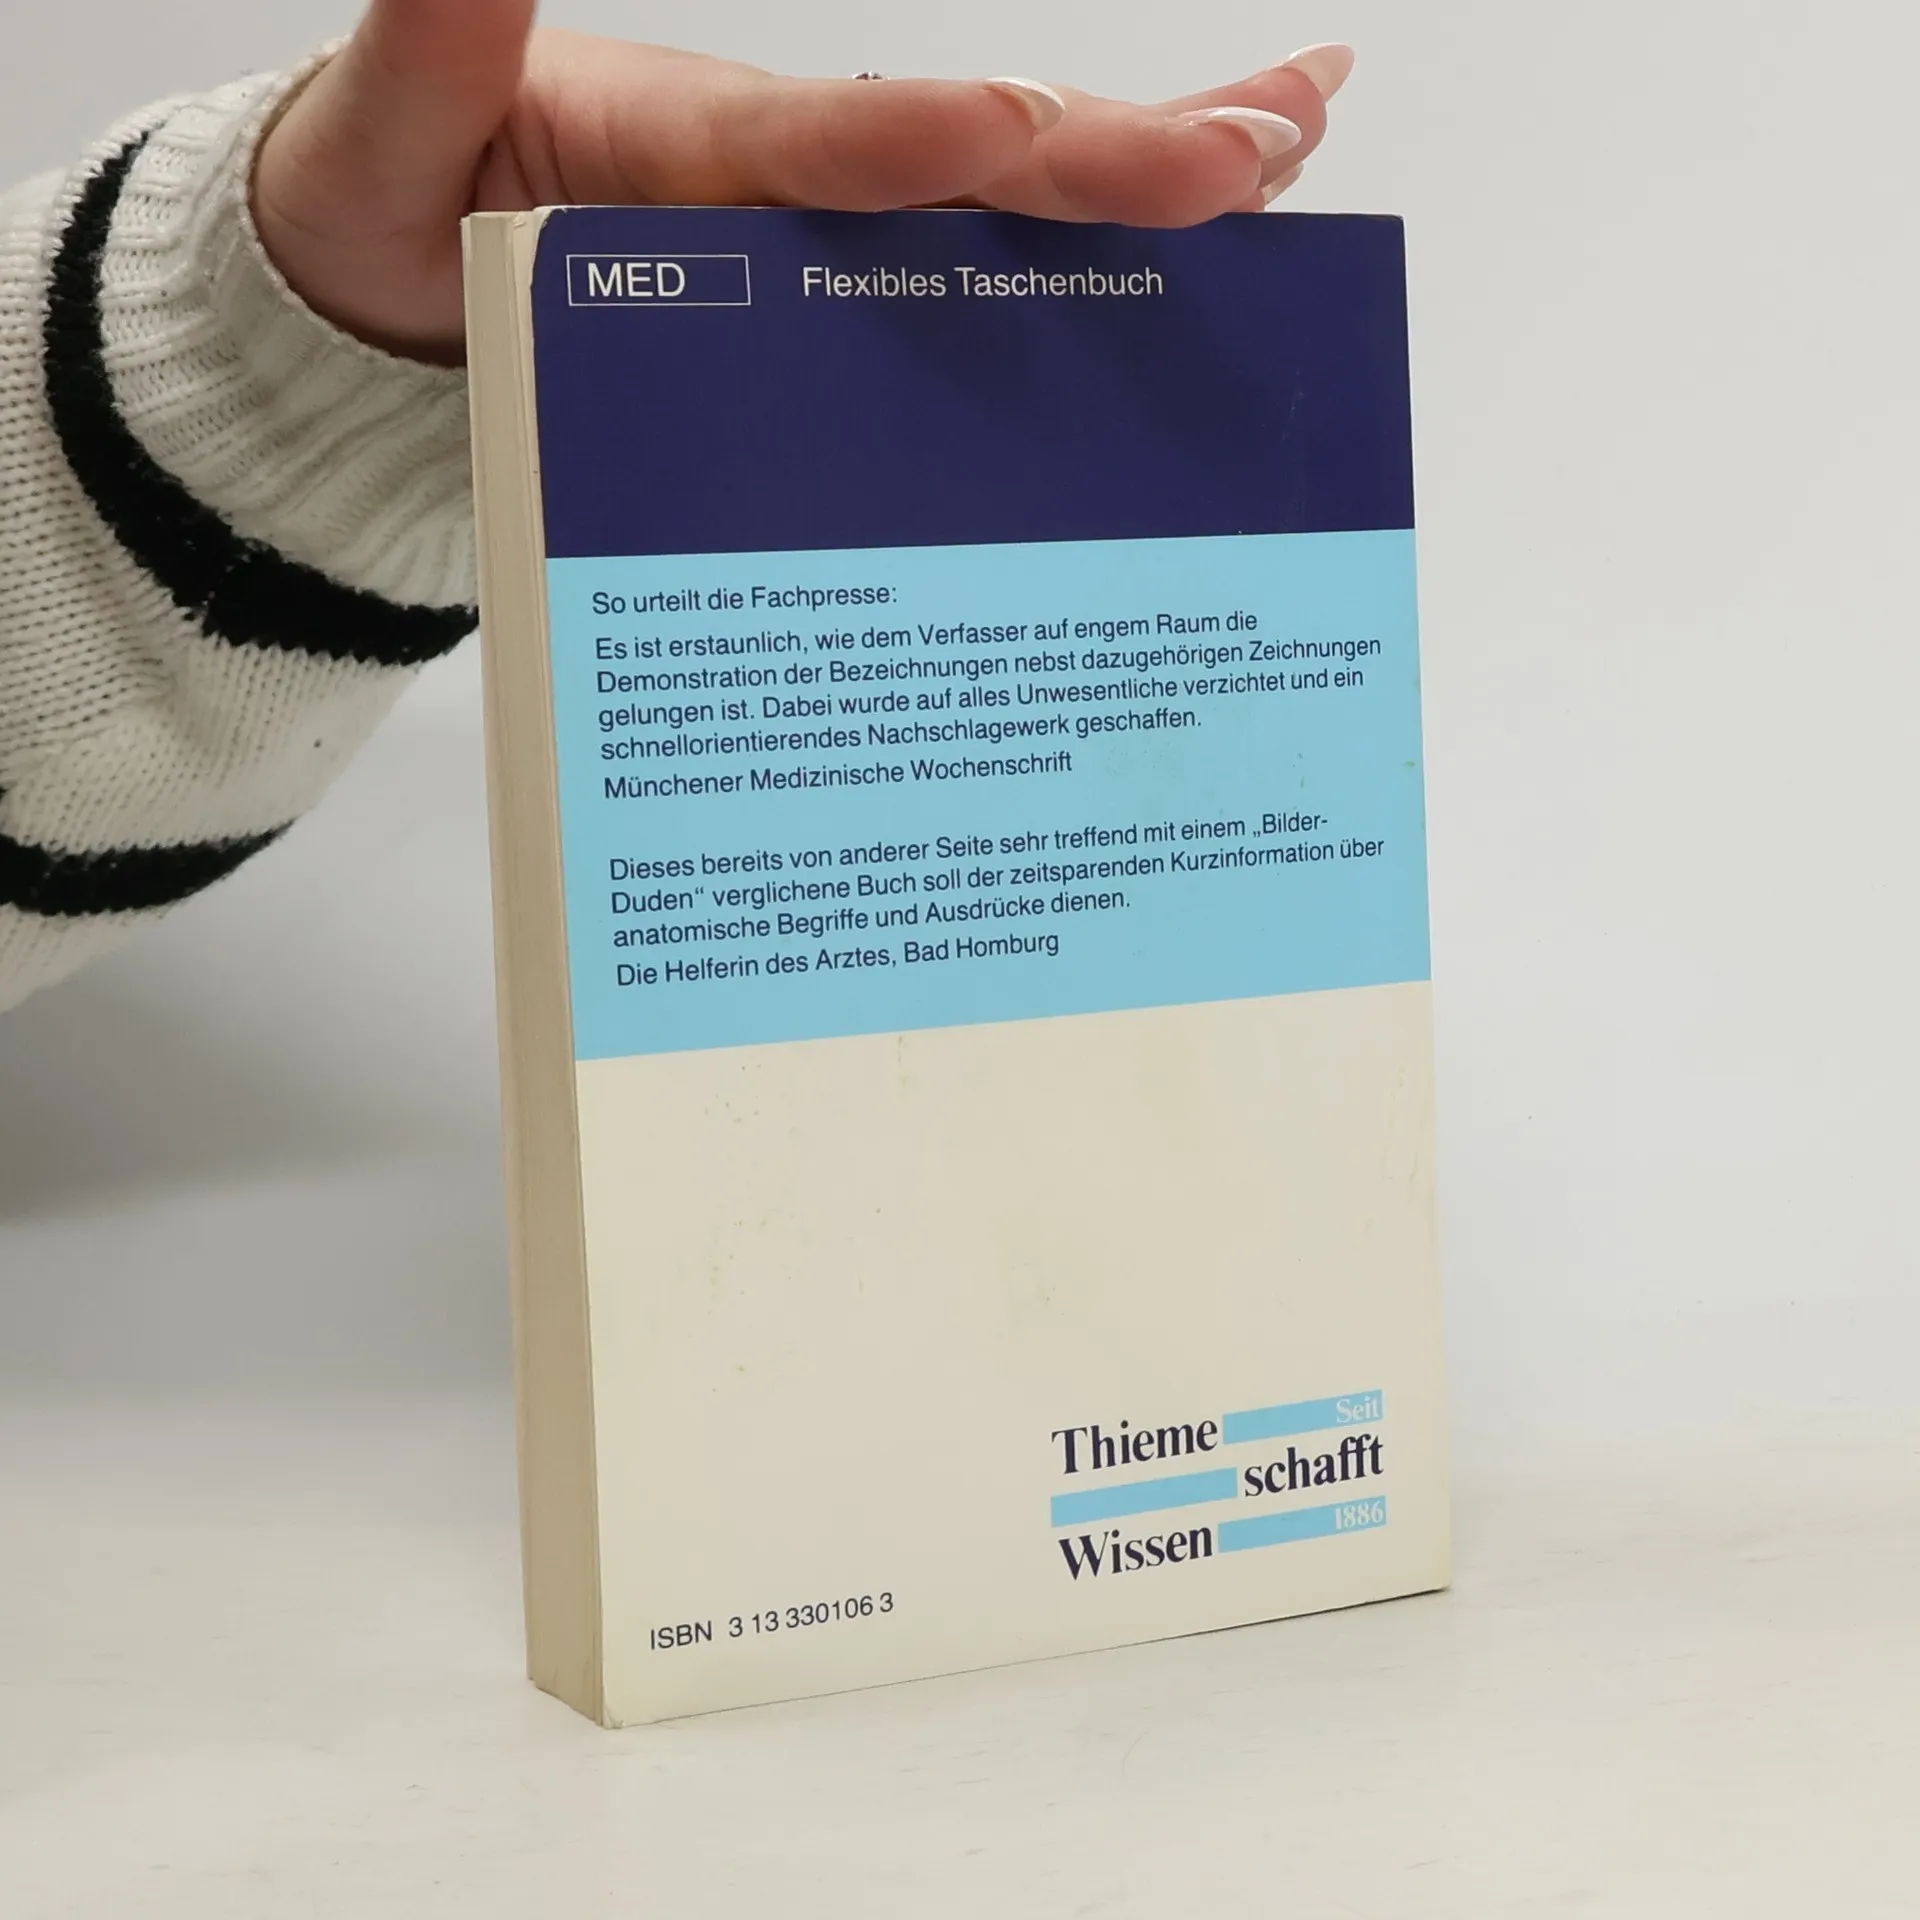 MED
Flexibles Taschenbuch
So urteilt die Fachpresse:
Es ist erstaunlich, wie dem Verfasser auf engem Raum die
Demonstration der Bezeichnungen nebst dazugehörigen Zeichnungen
gelungen ist. Dabei wurde auf alles Unwesentliche verzichtet und ein
schnellorientierendes Nachschlagewerk geschaffen.
Münchener Medizinische Wochenschrift
Dieses bereits von anderer Seite sehr treffend mit einem „Bilder-
Duden“ verglichene Buch soll der zeitsparenden Kurzinformation über
anatomische Begriffe und Ausdrücke dienen.
Die Helferin des Arztes, Bad Homburg
Thieme Seit
schafft
Wissen 1886
ISBN 3 13 330106 3